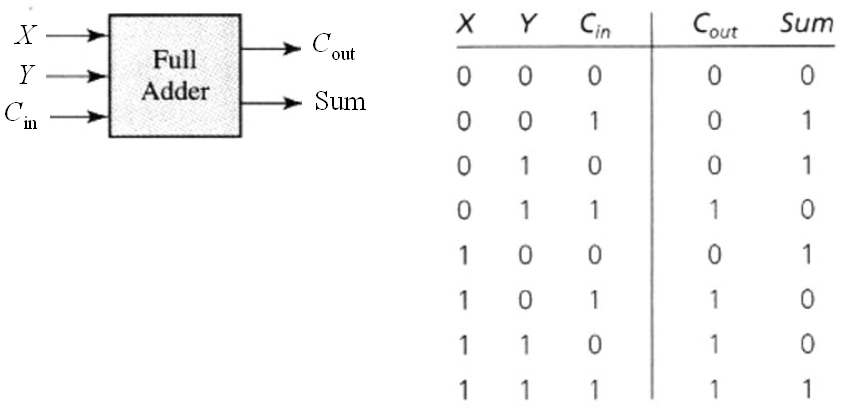 X
Y
Cin
Full
Adder
Cout
Sum
X Y Cin Cout Sum
0 0 0 0 0
0 0 1 0 1
0 1 0 0 1
0 1 1 1 0
1 0 0 0 1
1 0 1 1 0
1 1 0 1 0
1 1 1 1 1